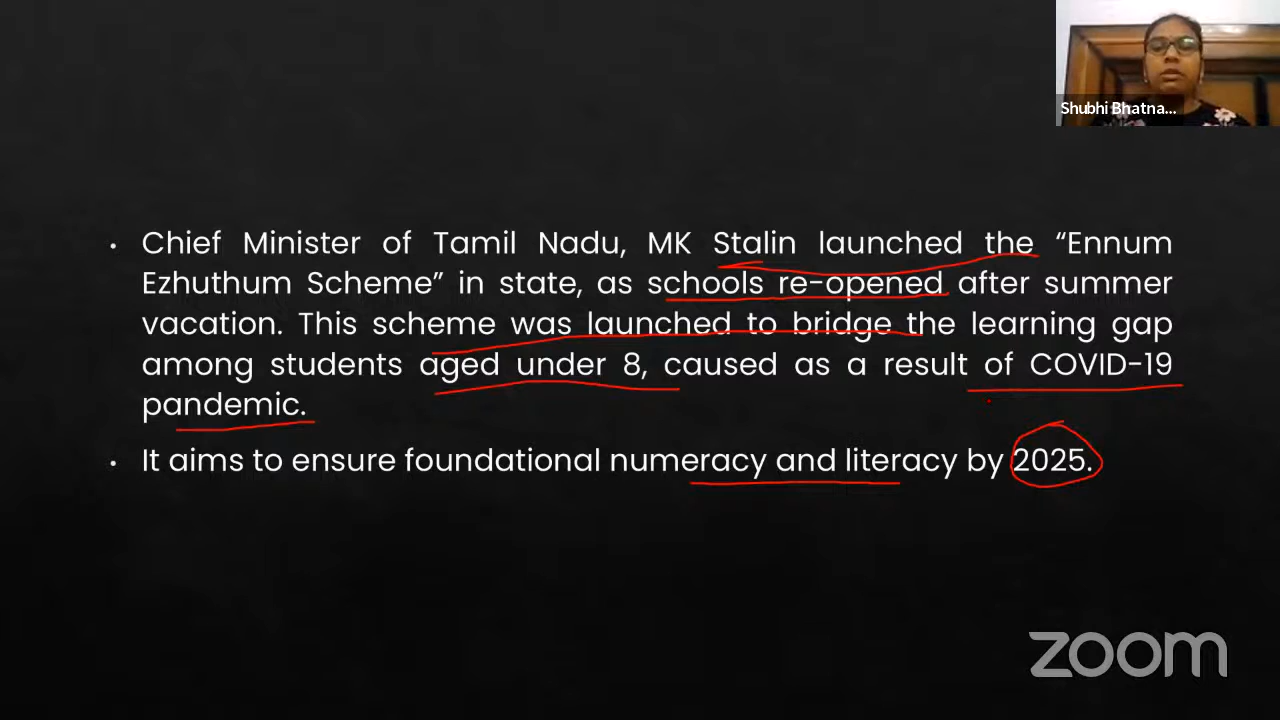 Shubhi Bhatna...
• Chief Minister of Tamil Nadu, MK Stalin launched the “Ennum
Ezhuthum Scheme” in state, as schools re-opened after summer
vacation. This scheme was launched to bridge the learning gap
among students aged under 8, caused as a result of COVID-19
pandemic.
• It aims to ensure foundational numeracy and literacy by 2025.
zoom